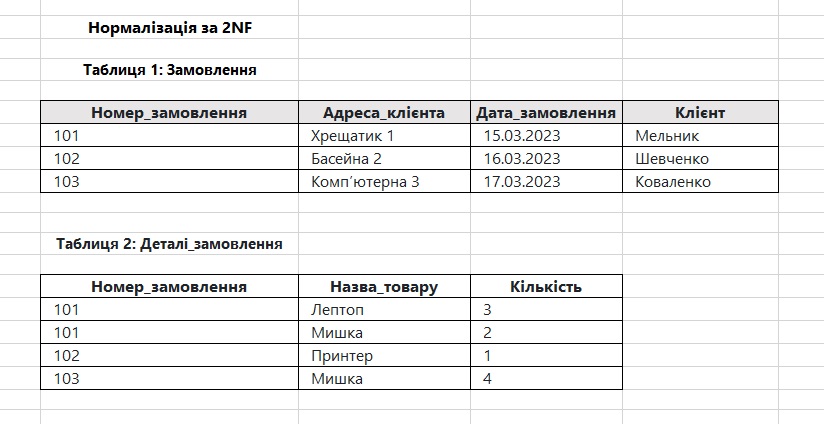 Нормалізація за 2NF
Таблиця 1: Замовлення
Номер_замовлення Адреса_клієнта Дата_замовлення Клієнт
101 Хрещатик 1 15.03.2023 Мельник
102 Басейна 2 16.03.2023 Шевченко
103 Комп’ютерна 3 17.03.2023 Коваленко
Таблиця 2: Деталі_замовлення
Номер_замовлення Назва_товару Кількість
101 Лептоп 3
101 Мишка 2
102 Принтер 1
103 Мишка 4